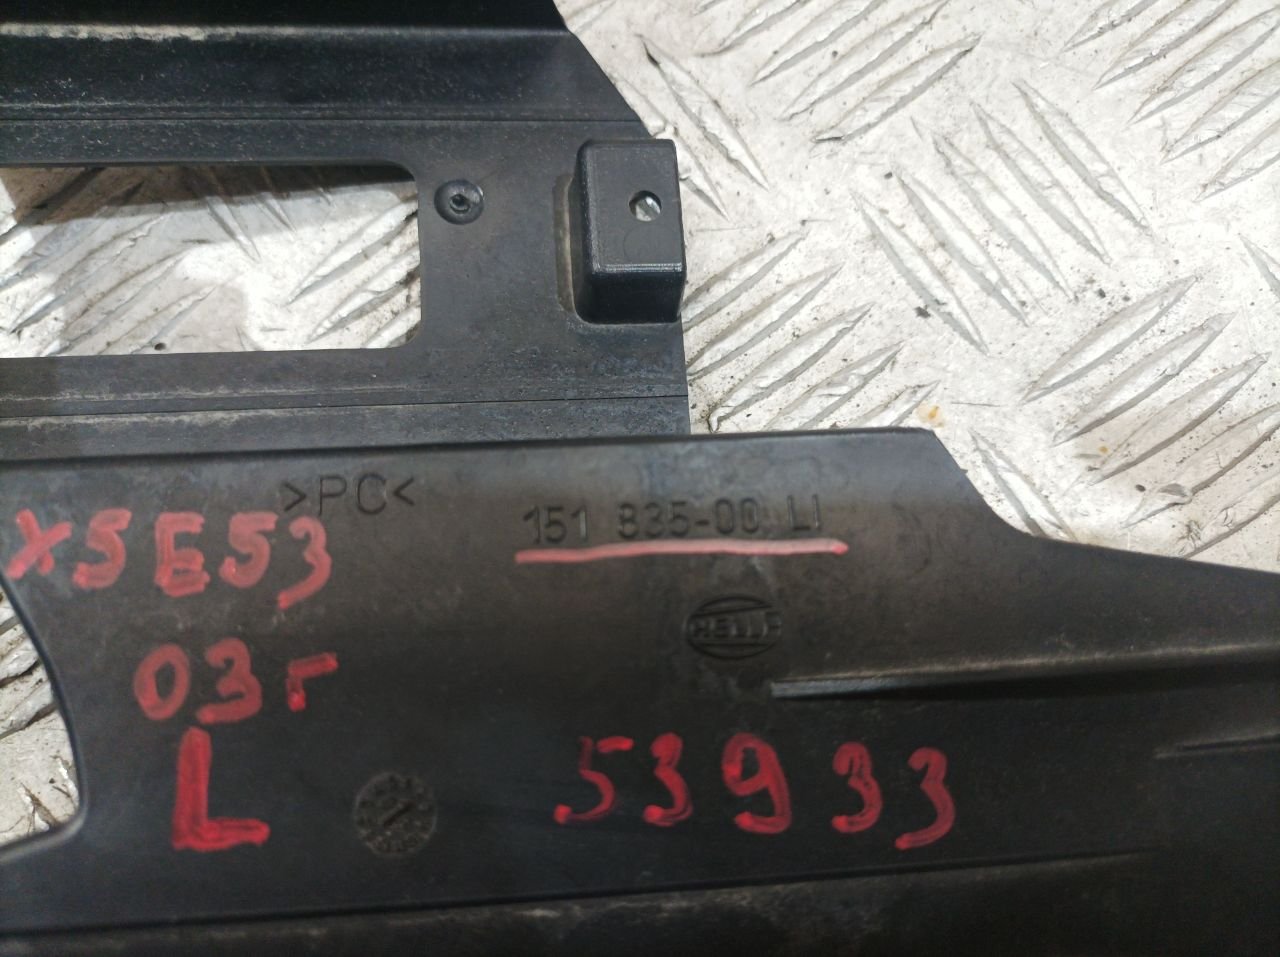 >PC<
151 835-00 LI
X5E53
HELLA
03г
L
53933